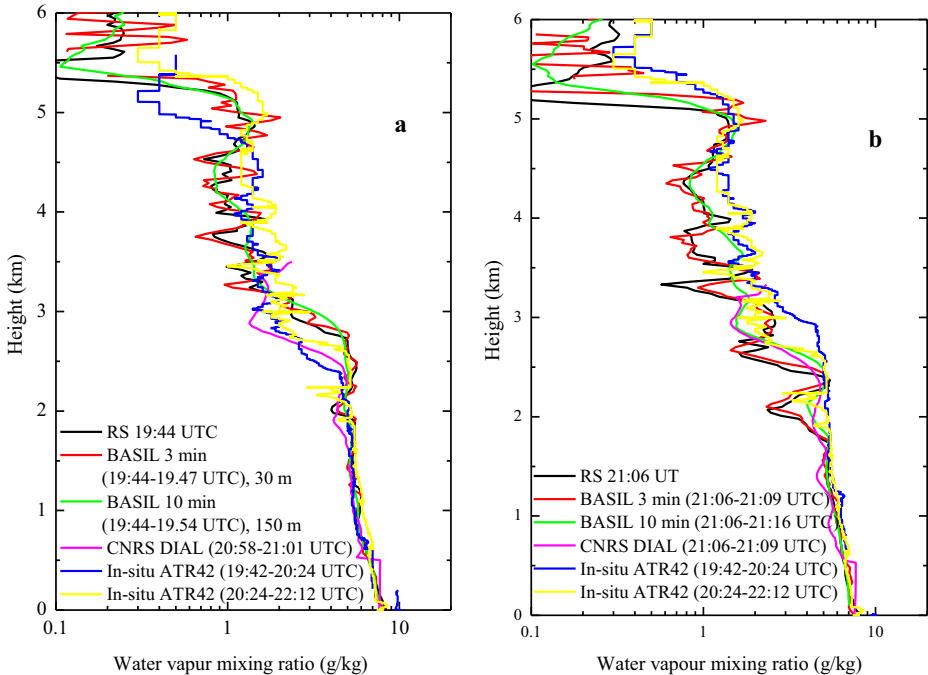 a
6
5
4
3
2
1
0
Height (km)
RS 19:44 UTC
BASIL 3 min
(19:44-19.47 UTC), 30 m
BASIL 10 min
(19:44-19.54 UTC), 150 m
CNRS DIAL (20:58-21:01 UTC)
In-situ ATR42 (19:42-20:24 UTC)
In-situ ATR42 (20:24-22:12 UTC)
0.1 1 10
Water vapur mixing ratio (g/kg)
b
6
5
4
3
2
1
0
Height (km)
RS 21:06 UT
BASIL 3 min (21:06-21:09 UTC)
BASIL 10 min (21:06-21:16 UTC)
CNRS DIAL (21:06-21:09 UTC)
In-situ ATR42 (19:42-20:24 UTC)
In-situ ATR42 (20:24-22:12 UTC)
0.1 1 10
Water vapour mixing ratio (g/kg)